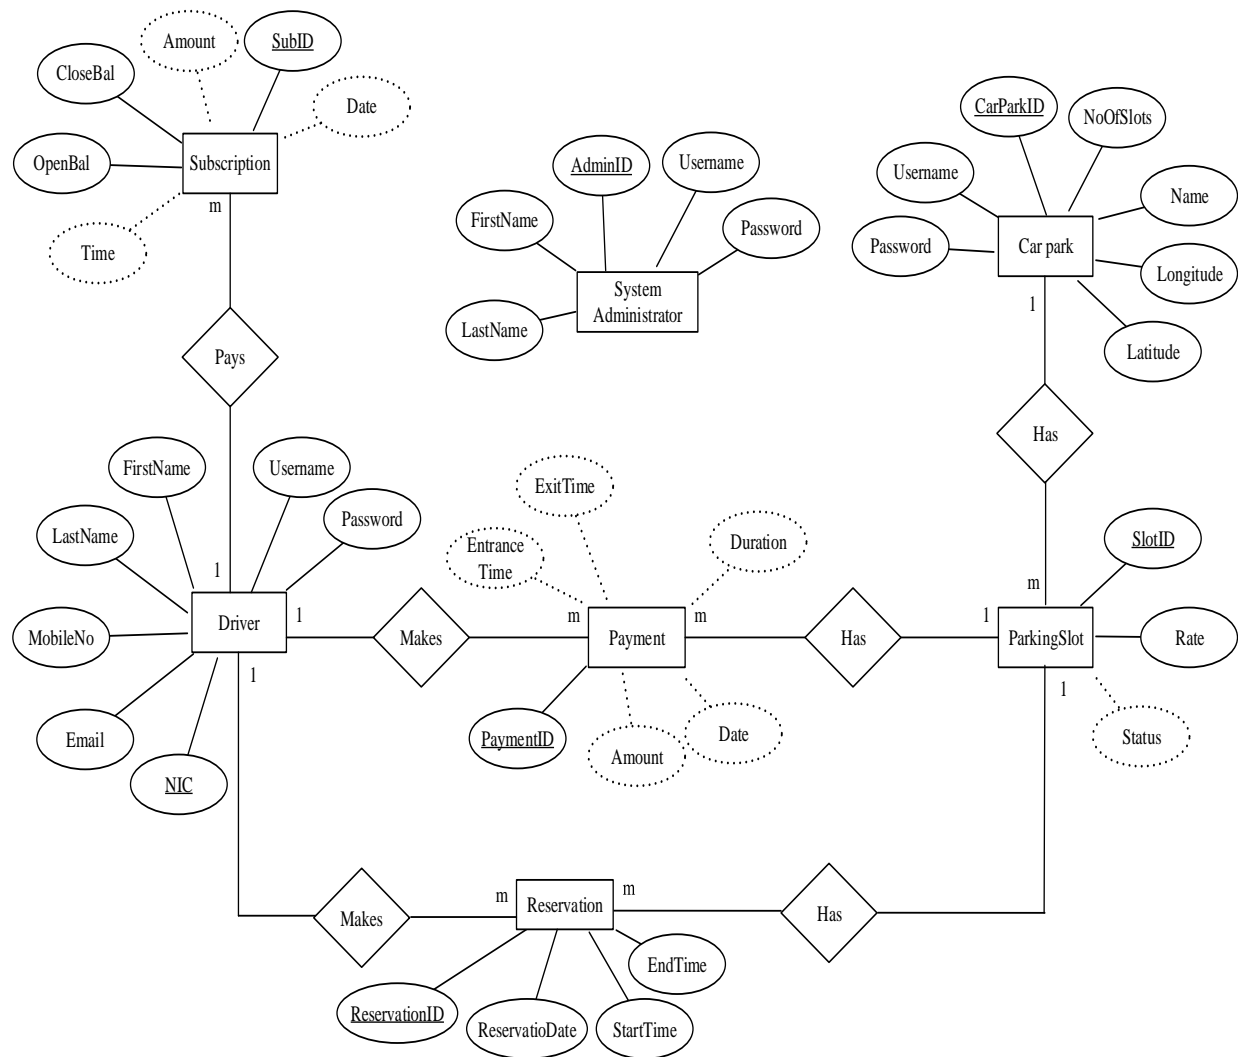 Amount
SubID
CloseBal
Date
OpenBal
Subscription
m
Time
Pays
AdminID
Username
FirstName
Password
System
Administrator
LastName
CarParkID
NoOfSlots
Username
Name
Password
Car park
Longitude
1
Latitude
Has
FirstName
Username
LastName
Password
1
MobileNo
Driver
1
1
Email
NIC
Makes
ExitTime
Entrance
Time
Duration
m
Payment
m
PaymentID
Amount
Date
Has
m
SlotID
1
ParkingSlot
Rate
1
Status
Makes
m
Reservation
m
Has
EndTime
ReservationID
ReservatioDate
StartTime